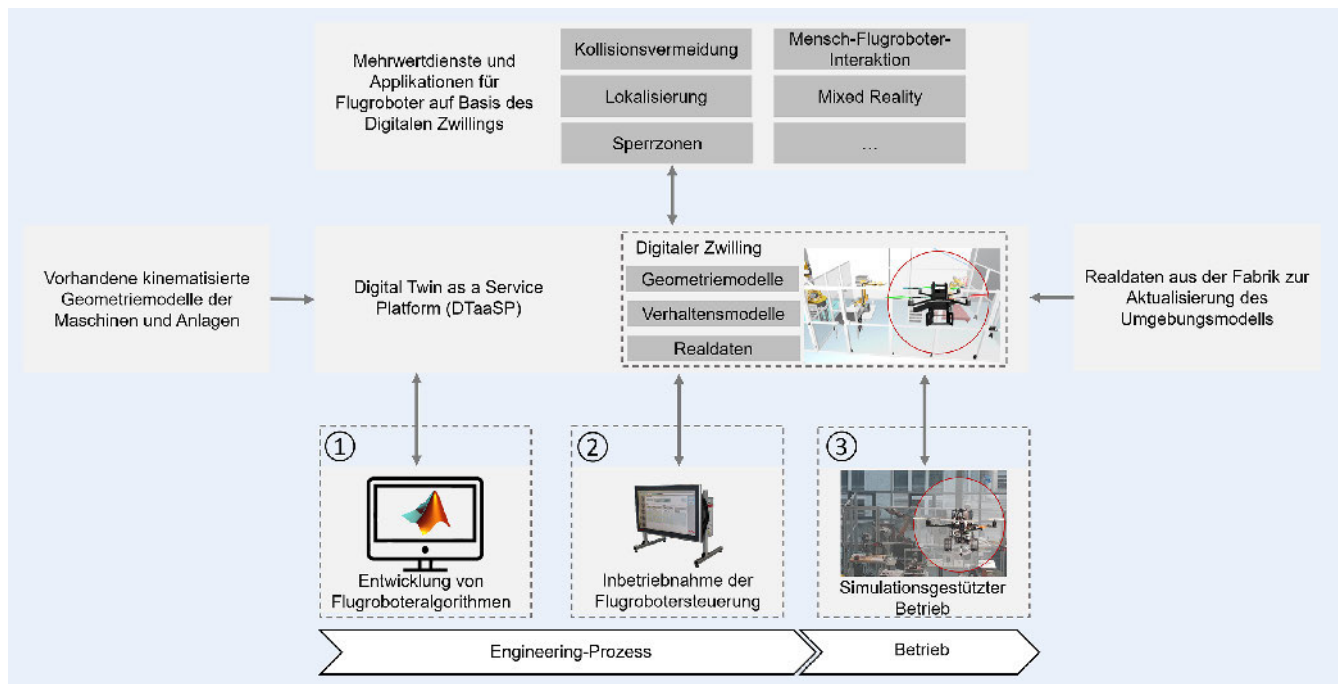 Mehrwertdienste und
Applikationen für
Flugroboter auf Basis des
Digitalen Zwillings
Kollisionsvermeidung
Lokalisierung
Sperrzonen
Mensch-Flugroboter-
Interaktion
Mixed Reality
...
Vorhandene kinematisierte
Geometriemodelle der
Maschinen und Anlagen
Digital Twin as a Service
Platform (DTaaSP)
Digitaler Zwilling
Geometriemodelle
Verhaltensmodelle
Realdaten
Realdaten aus der Fabrik zur
Aktualisierung des
Umgebungsmodells
1
Entwicklung von
Flugroboteralgorithmen
2
Inbetriebnahme der
Flugrobotersteuerung
3
Simulationsgestützter
Betrieb
Engineering-Prozess
Betrieb